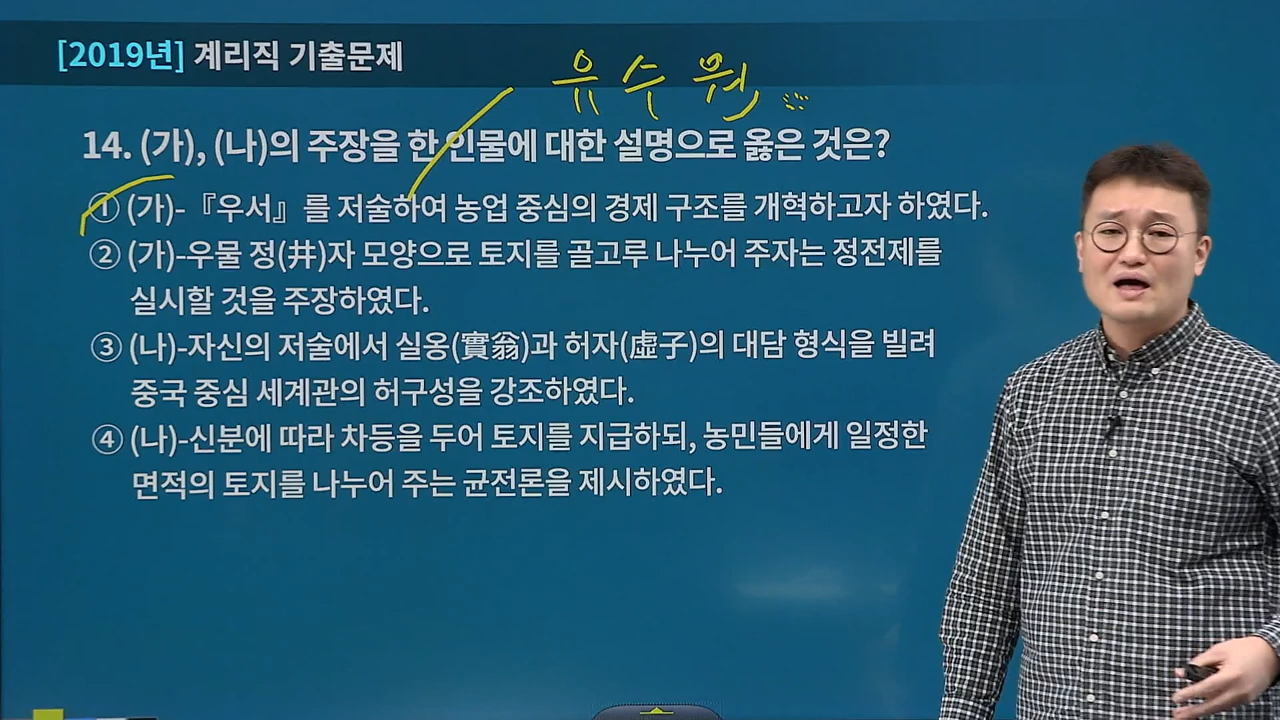 [2019년] 계리직 기출문제
유수원
14. (가), (나)의 주장을 한 인물에 대한 설명으로 옳은 것은?
① (가)-『우서』를 저술하여 농업 중심의 경제 구조를 개혁하고자 하였다.
② (가)-우물 정(井)자 모양으로 토지를 골고루 나누어 주자는 정전제를
실시할 것을 주장하였다.
③ (나)-자신의 저술에서 실옹(實翁)과 허자(虛子)의 대담 형식을 빌려
중국 중심 세계관의 허구성을 강조하였다.
④ (나)-신분에 따라 차등을 두어 토지를 지급하되, 농민들에게 일정한
면적의 토지를 나누어 주는 균전론을 제시하였다.